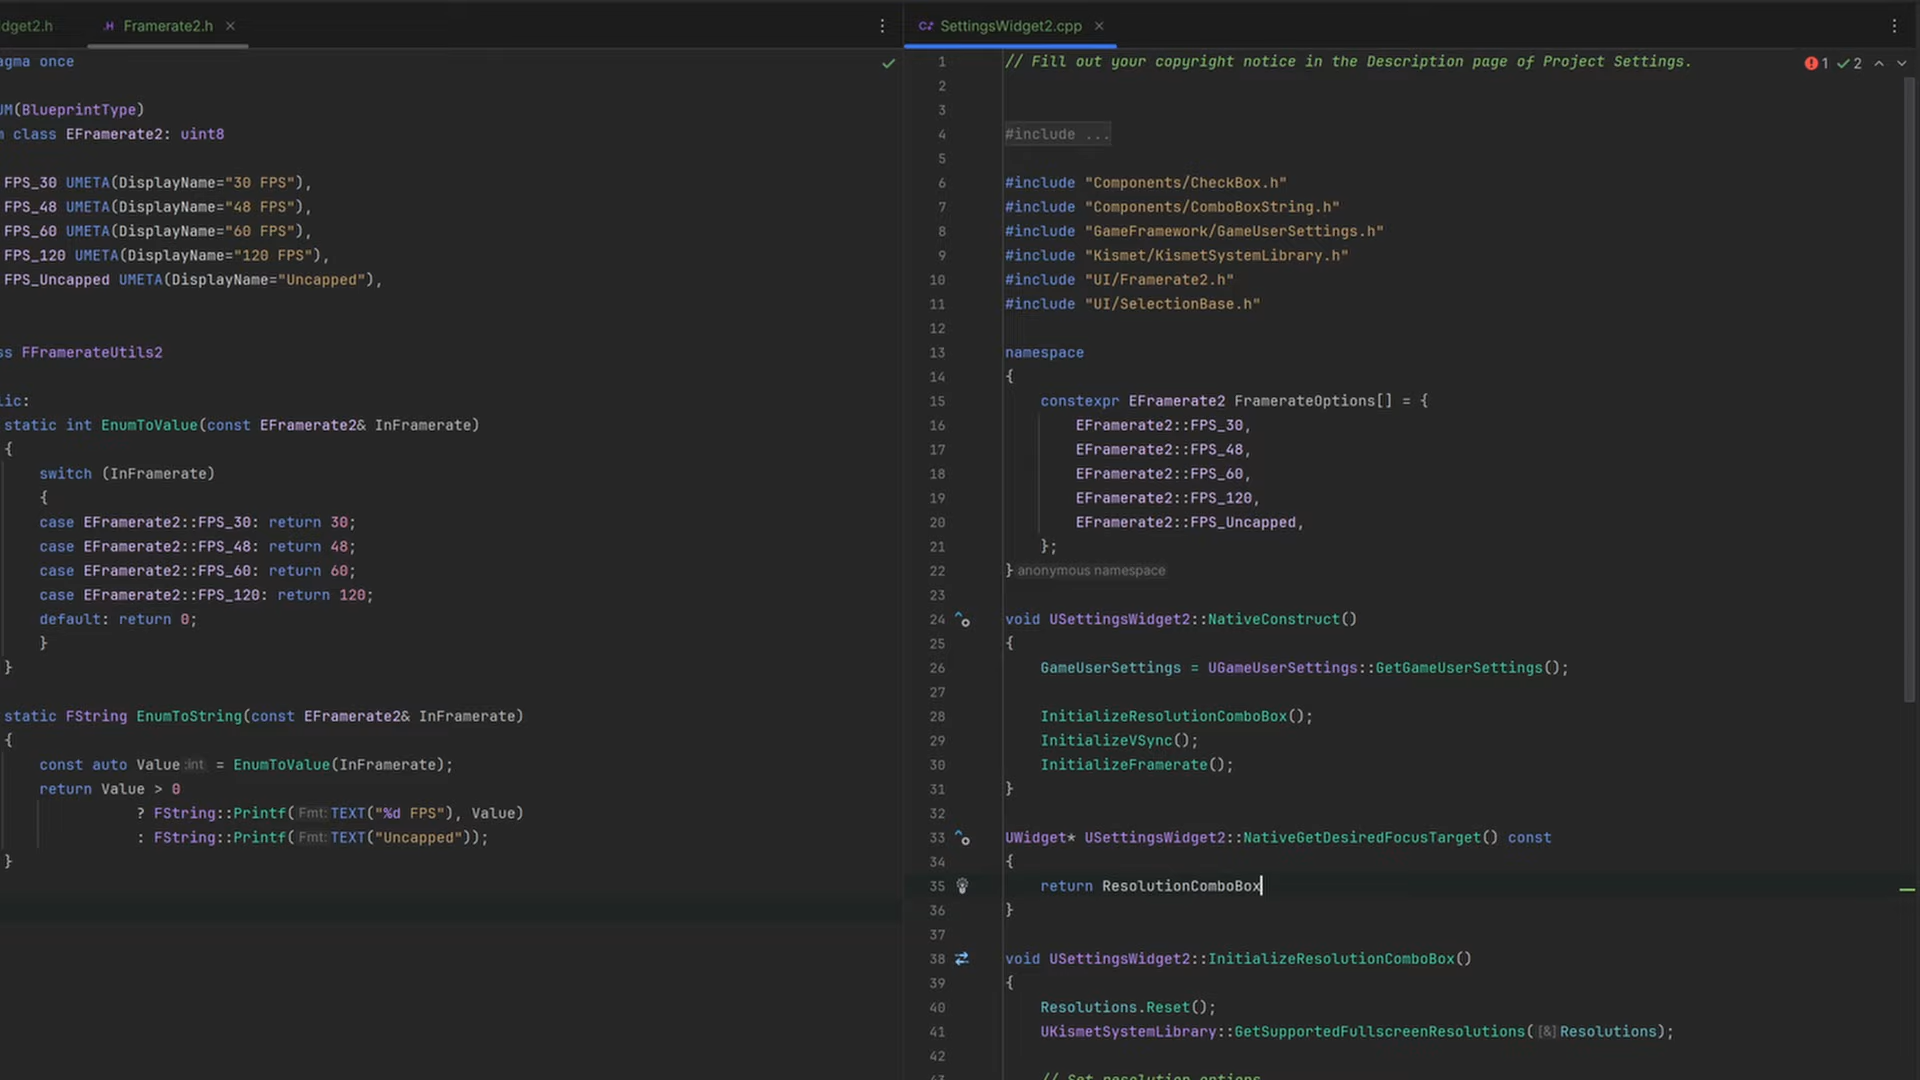 dget2.h
Framerate2.h
agma once
UM(BlueprintType)
m class EFramerate2: uint8
FPS_30 UMETA(DisplayName="30 FPS"),
FPS_48 UMETA(DisplayName="48 FPS"),
FPS_60 UMETA(DisplayName="60 FPS"),
FPS_120 UMETA(DisplayName="120 FPS"),
FPS_Uncapped UMETA(DisplayName="Uncapped"),
ss FFramerateUtils2
lic:
static int EnumToValue(const EFramerate2& InFramerate)
{
switch (InFramerate)
{
case EFramerate2::FPS_30: return 30;
case EFramerate2::FPS_48: return 48;
case EFramerate2::FPS_60: return 60;
case EFramerate2::FPS_120: return 120;
default: return 0;
}
}
static FString EnumToString(const EFramerate2& InFramerate)
{
const auto Value :int = EnumToValue(InFramerate);
return Value > 0
? FString::Printf( Fmt: TEXT("%d FPS"), Value)
: FString::Printf( Fmt: TEXT("Uncapped"));
}
C++ SettingsWidget2.cpp
1 // Fill out your copyright notice in the Description page of Project Settings.
1 2
2
3
4 #include ...
5
6 #include "Components/CheckBox.h"
7 #include "Components/ComboBoxString.h"
8 #include "GameFramework/GameUserSettings.h"
9 #include "Kismet/KismetSystemLibrary.h"
10 #include "UI/Framerate2.h"
11 #include "UI/SelectionBase.h"
12
13 namespace
14 {
15 constexpr EFramerate2 FramerateOptions[] = {
16 EFramerate2::FPS_30,
17 EFramerate2::FPS_48,
18 EFramerate2::FPS_60,
19 EFramerate2::FPS_120,
20 EFramerate2::FPS_Uncapped,
21 };
22 } anonymous namespace
23
24 void USettingsWidget2::NativeConstruct()
25 {
26 GameUserSettings = UGameUserSettings::GetGameUserSettings();
27
28 InitializeResolutionComboBox();
29 InitializeVSync();
30 InitializeFramerate();
31 }
32
33 UWidget* USettingsWidget2::NativeGetDesiredFocusTarget() const
34 {
35 return ResolutionComboBox
36 }
37
38 void USettingsWidget2::InitializeResolutionComboBox()
39 {
40 Resolutions.Reset();
41 UKismetSystemLibrary::GetSupportedFullscreenResolutions( [&] Resolutions);
42
43 // Set resolution options